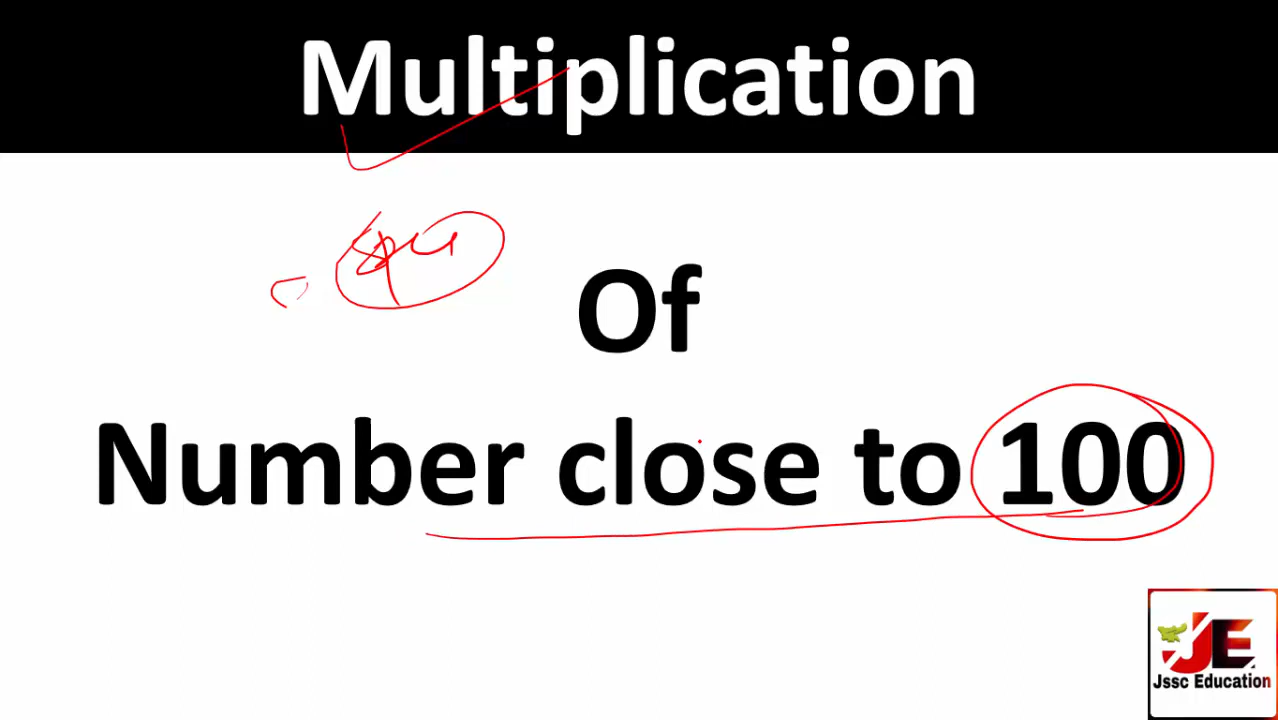 Multiplication
Of
Number close to 100
JE
Jssc Education